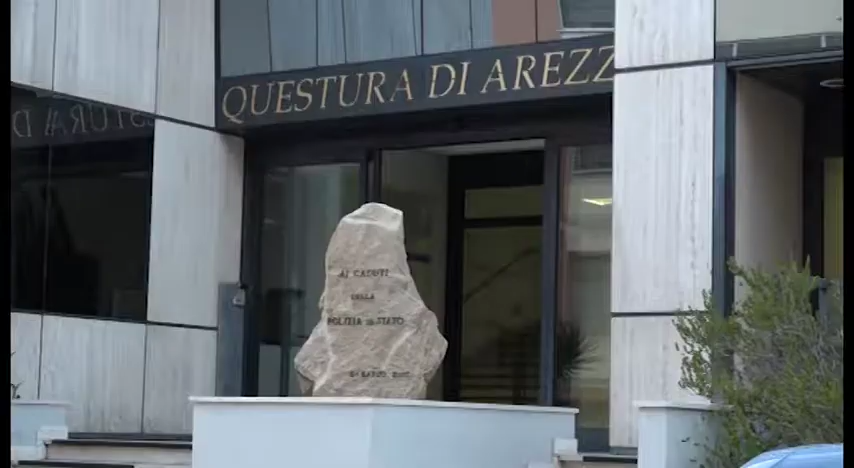 QUESTURA DI AREZZ
AI CADUTI
DELLA
POLIZIA DI STATO